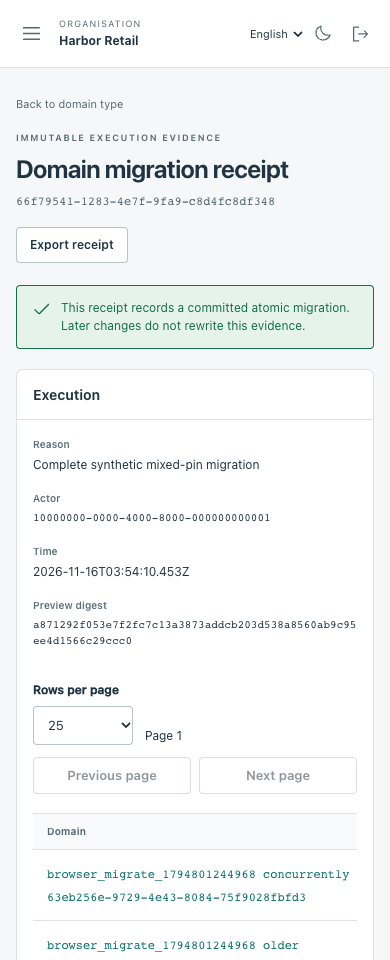 ORGANISATION
Harbor Retail
English
Back to domain type
IMMUTABLE EXECUTION EVIDENCE
Domain migration receipt
66f79541-1283-4e7f-9fa9-c8d4fc8df348
Export receipt
This receipt records a committed atomic migration.
Later changes do not rewrite this evidence.
Execution
Reason
Complete synthetic mixed-pin migration
Actor
10000000-0000-4000-8000-000000000001
Time
2026-11-16T03:54:10.453Z
Preview digest
a871292f053e7f2fc7c13a3873addcb203d538a8560ab9c95
ee4d1566c29ccc0
Rows per page
25
Page 1
Previous page
Next page
Domain
browser_migrate_1794801244968 concurrently
63eb256e-9729-4e43-8084-75f9028fbfd3
browser_migrate_1794801244968 older